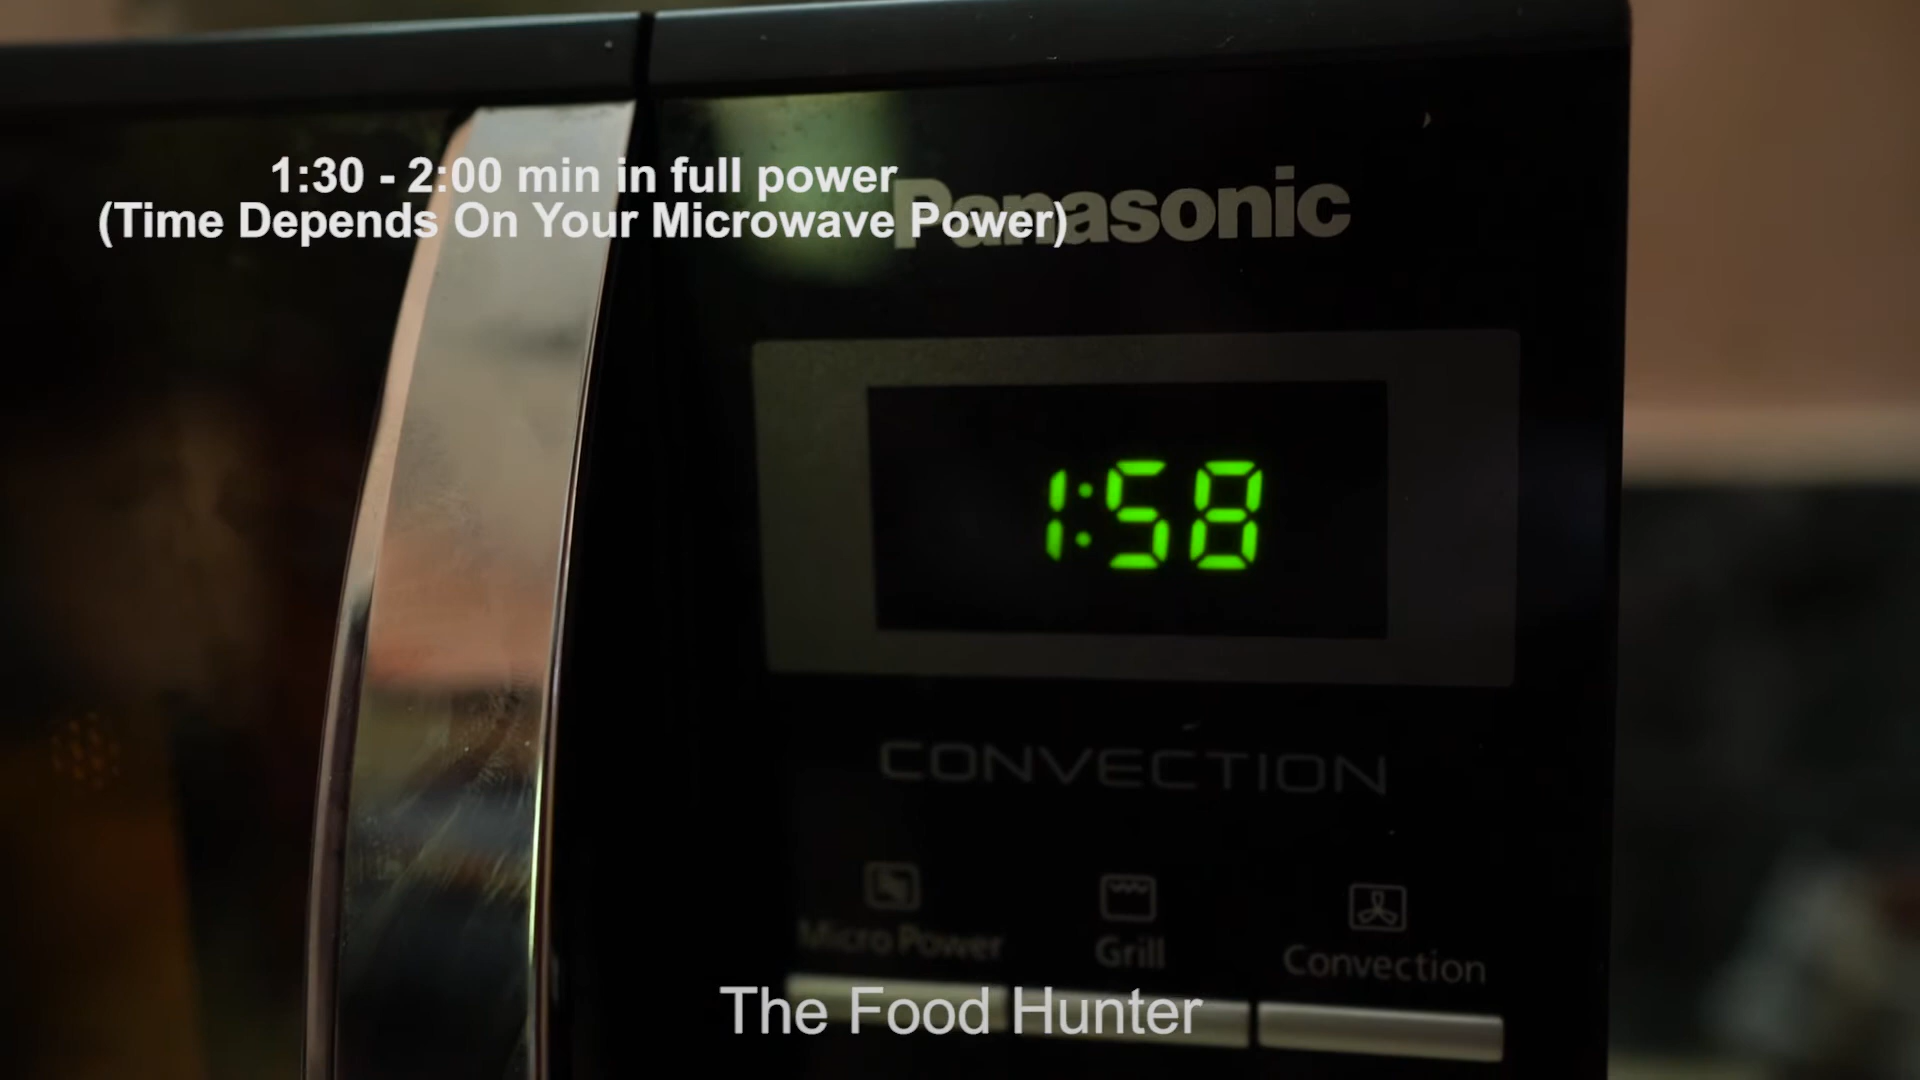 1:30 - 2:00 min in full power
(Time Depends On Your Microwave Power)
Panasonic
1:58
CONVECTION
Micro Power
Grill
Convection
The Food Hunter